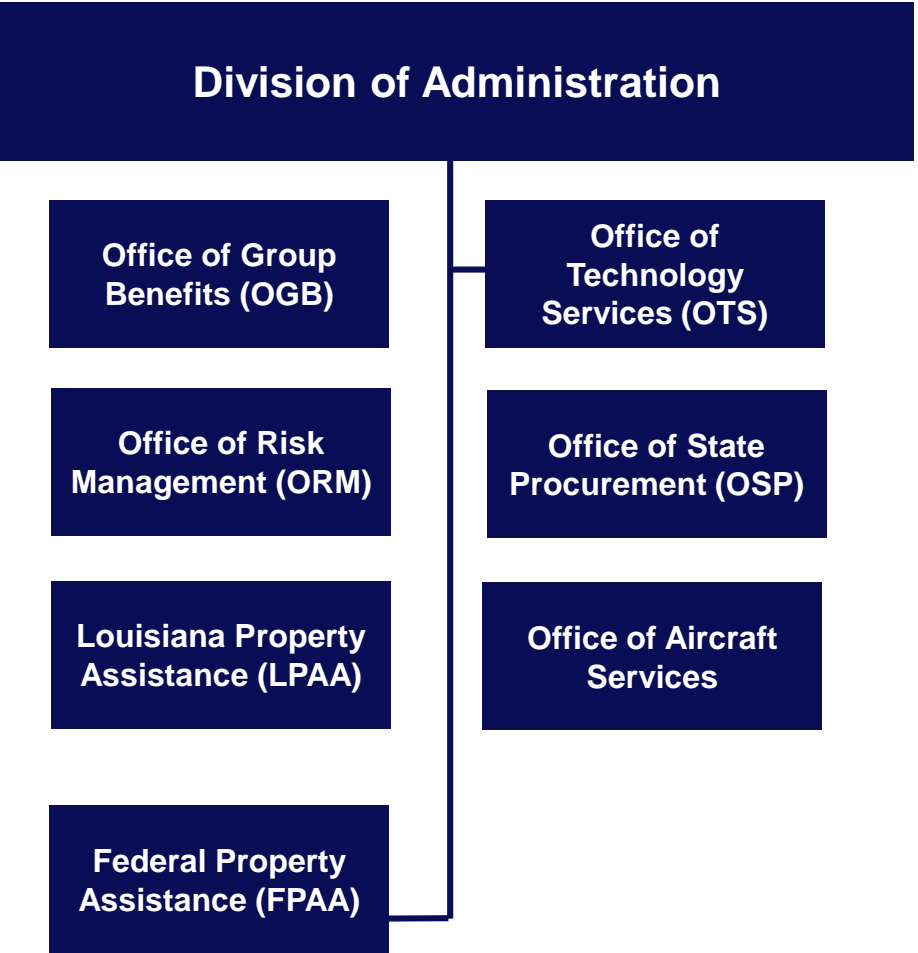 Division of Administration
Office of Group
Benefits (OGB)
Office of
Technology
Services (OTS)
Office of Risk
Management (ORM)
Office of State
Procurement (OSP)
Louisiana Property
Assistance (LPAA)
Office of Aircraft
Services
Federal Property
Assistance (FPAA)